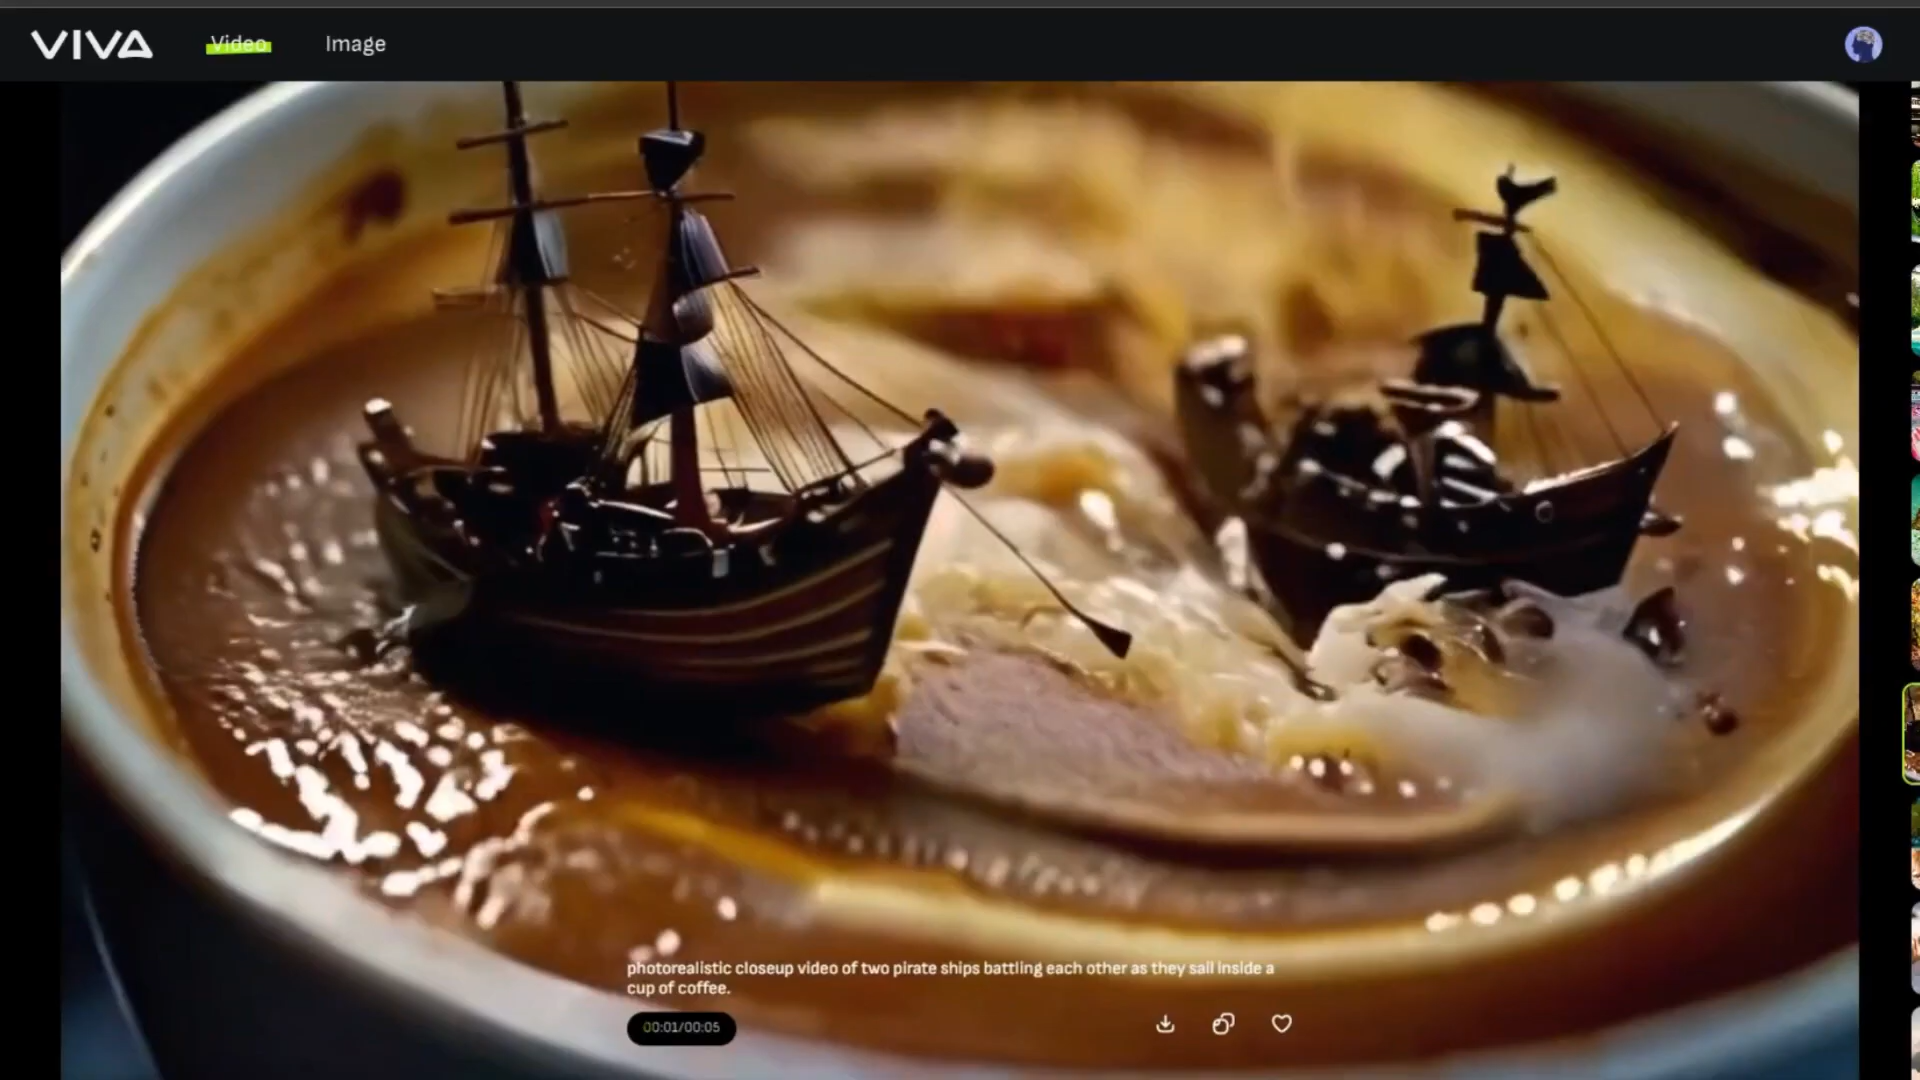 VIVA
Video
Image
photorealistic closeup video of two pirate ships battling each other as they sail inside a
cup of coffee.
00:01/00:05